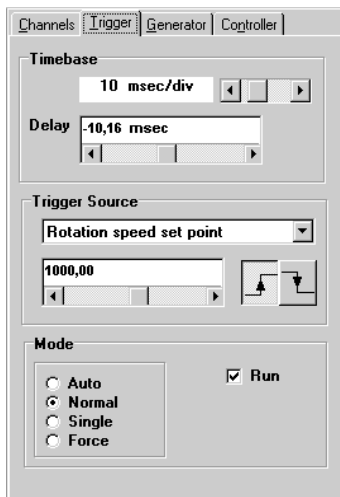 Channels Trigger Generator Controller
Timebase
10 msec/div
Delay -10,16 msec
Trigger Source
Rotation speed set point
1000,00
Mode
Auto
Run
Normal
Single
Force